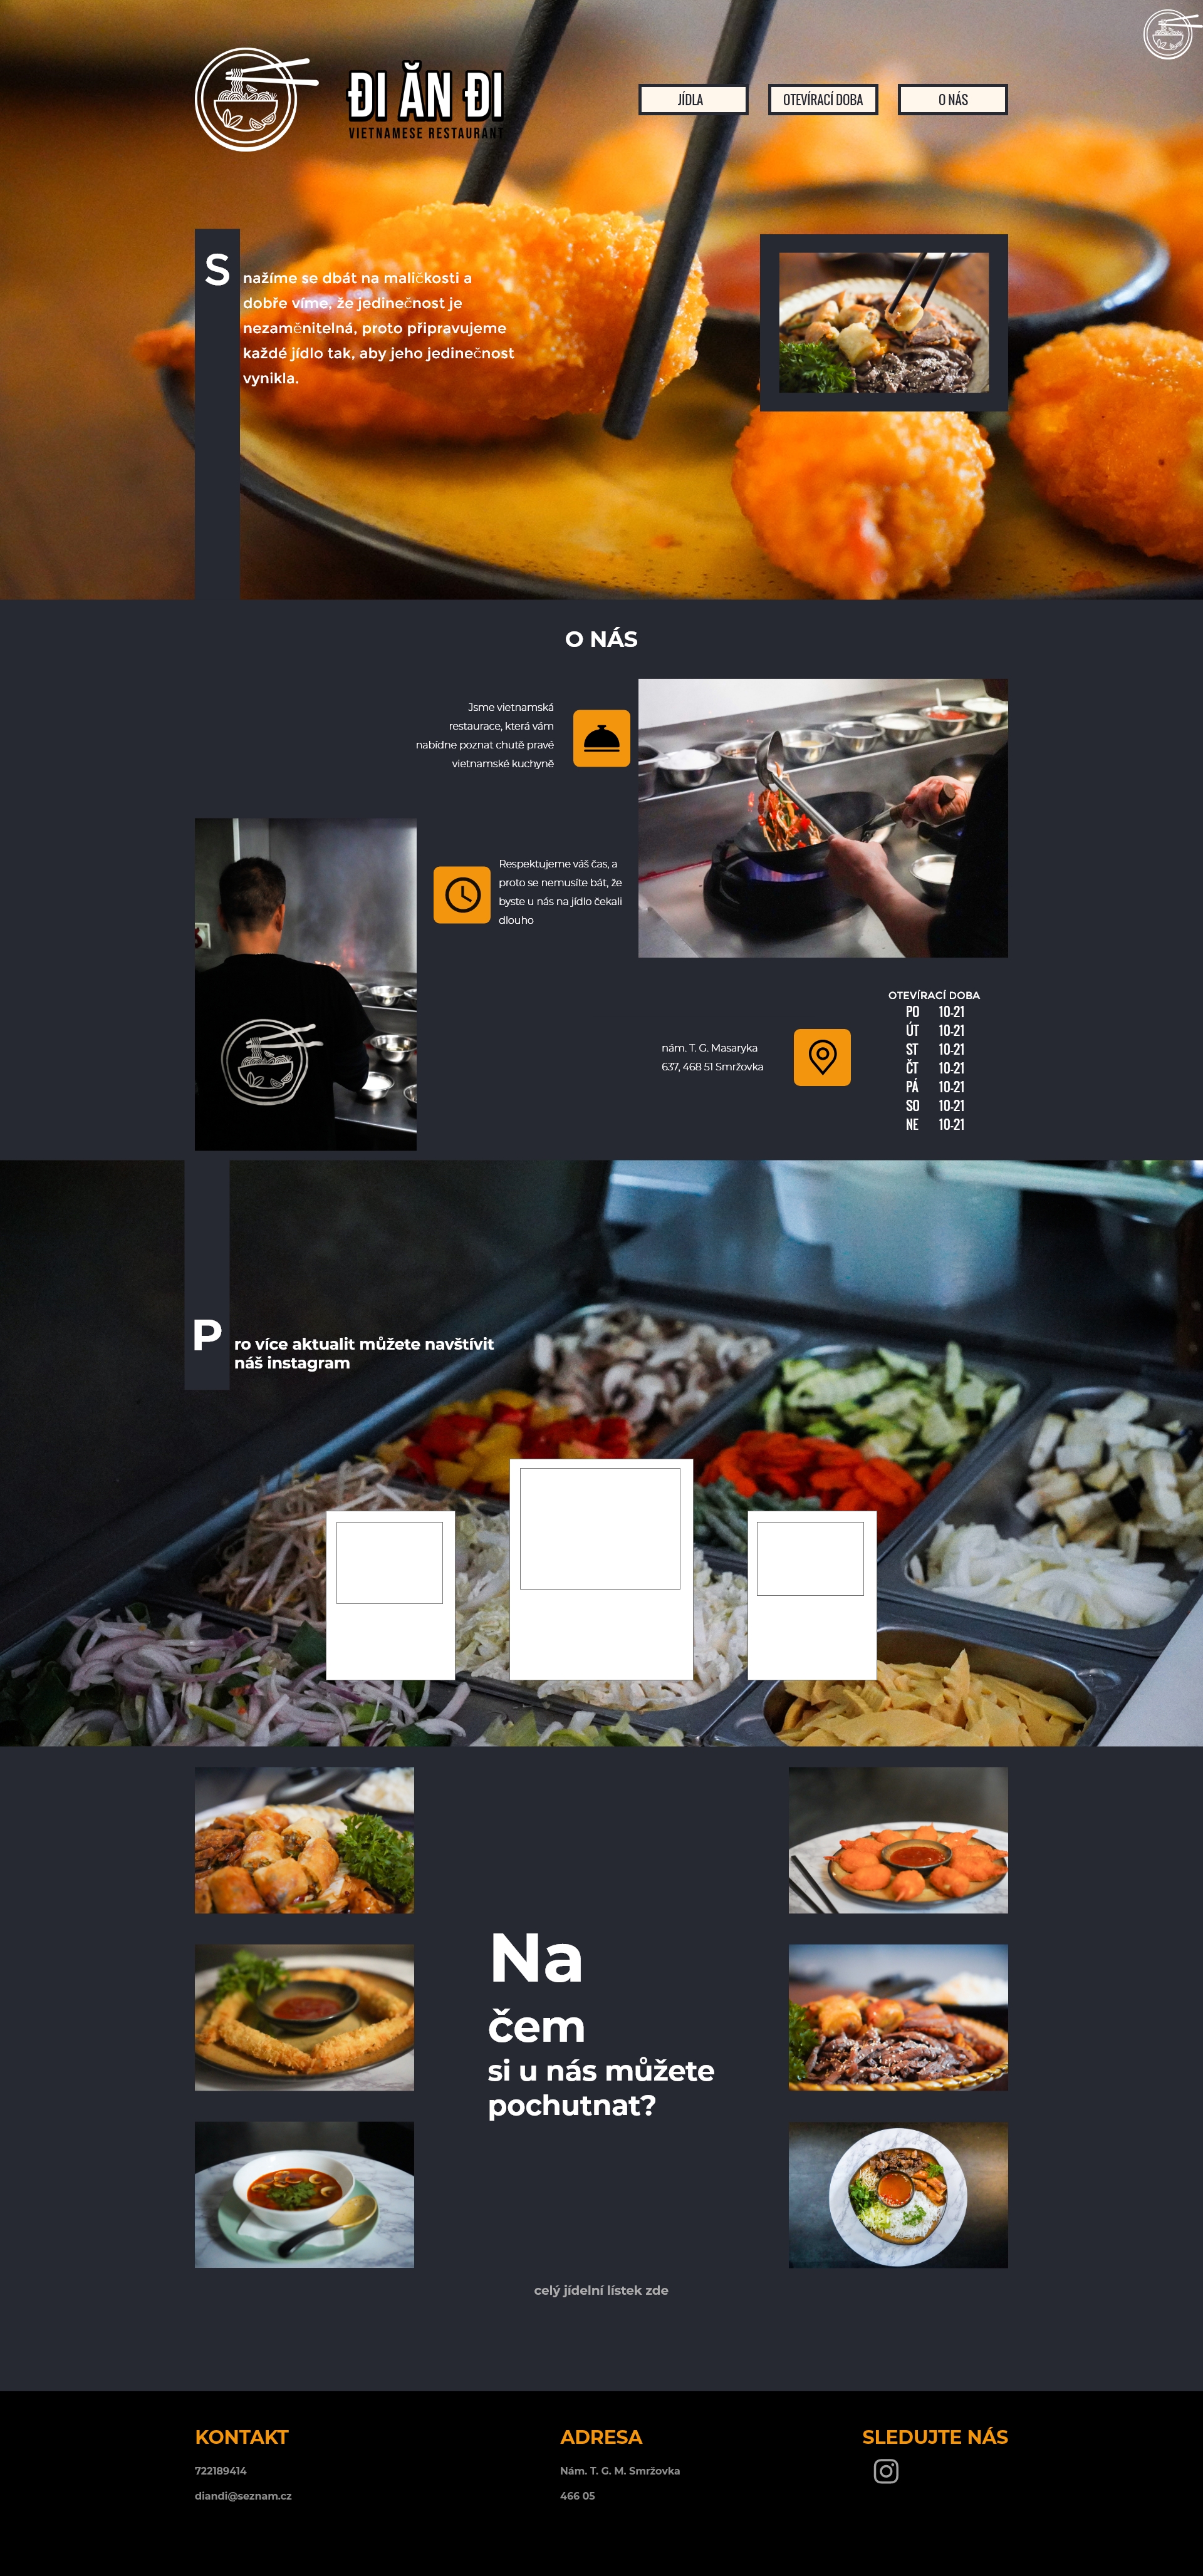 ĐI ĂN ĐI
VIETNAMESE RESTAURANT
JÍDLA
OTEVÍRACÍ DOBA
O NÁS
S
nažíme se dbát na maličkosti a
dobře víme, že jedinečnost je
nezaměnitelná, proto připravujeme
každé jídlo tak, aby jeho jedinečnost
vynikla.
O NÁS
Jsme vietnamská
restaurace, která vám
nabídne poznat chutě pravé
vietnamské kuchyně
Respektujeme váš čas, a
proto se nemusíte bát, že
byste u nás na jídlo čekali
dlouho
nám. T. G. Masaryka
637, 468 51 Smržovka
OTEVÍRACÍ DOBA
PO 10-21
ÚT 10-21
ST 10-21
ČT 10-21
PÁ 10-21
SO 10-21
NE 10-21
P
ro více aktualit můžete navštívit
náš instagram
Na
čem
si u nás můžete
pochutnat?
celý jídelní lístek zde
KONTAKT
722189414
diandi@seznam.cz
ADRESA
Nám. T. G. M. Smržovka
466 05
SLEDUJTE NÁS